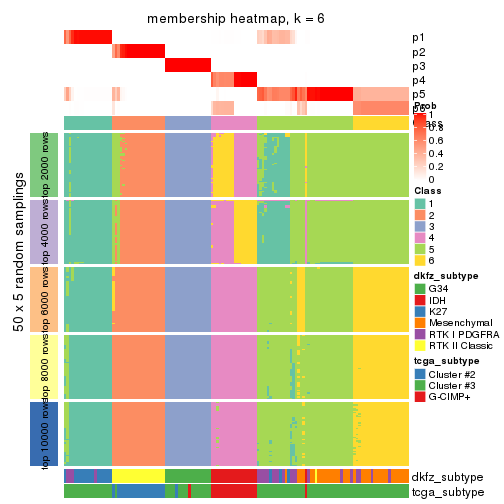 membership heatmap, k = 6
p1
p2
p3
p4
p5
p6
Prob
Class
1
0.8
0.6
0.4
0.2
0
Class
1
2
3
4
5
6
dkfz_subtype
G34
IDH
K27
Mesenchymal
RTK I PDGFRA
RTK II Classic
tcga_subtype
Cluster #2
Cluster #3
G-CIMP+
50 x 5 random samplings
top 2000 rows
top 4000 rows
top 6000 rows
top 8000 rows
top 10000 rows
dkfz_subtype
tcga_subtype